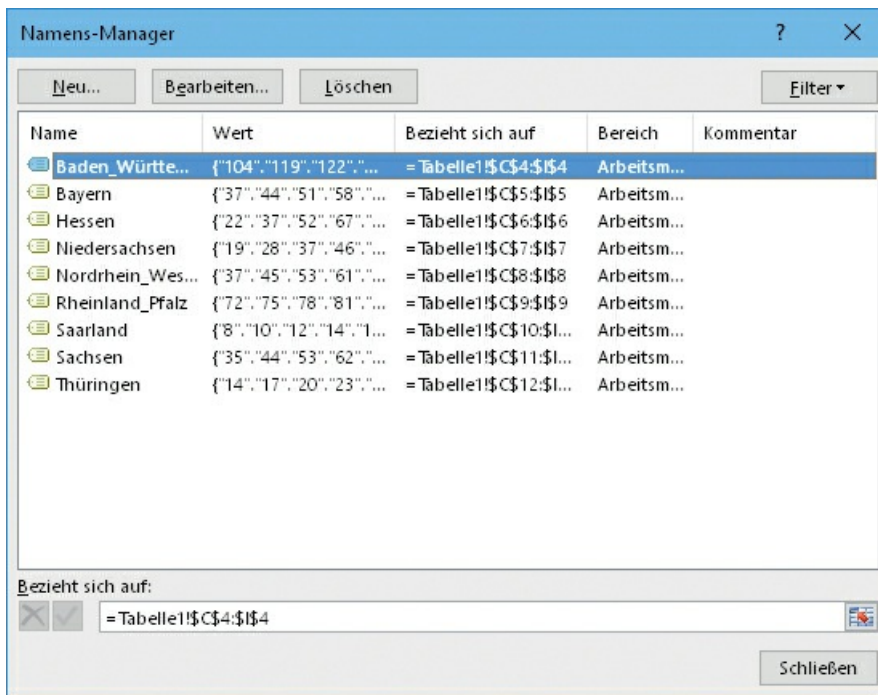 Namens-Manager ? ✕
Neu... Bearbeiten... Löschen Filter
Name Wert Bezieht sich auf Bereich Kommentar
Baden_Württe... {"104"."119"."122"."... =Tabelle1!$C$4:$I$4 Arbeitsm...
Bayern {"37"."44"."51"."58"."... =Tabelle1!$C$5:$I$5 Arbeitsm...
Hessen {"22"."37"."52"."67"."... =Tabelle1!$C$6:$I$6 Arbeitsm...
Niedersachsen {"19"."28"."37"."46"."... =Tabelle1!$C$7:$I$7 Arbeitsm...
Nordrhein_Wes... {"37"."45"."53"."61"."... =Tabelle1!$C$8:$I$8 Arbeitsm...
Rheinland_Pfalz {"72"."75"."78"."81"."... =Tabelle1!$C$9:$I$9 Arbeitsm...
Saarland {"8"."10"."12"."14"."1... =Tabelle1!$C$10:$I... Arbeitsm...
Sachsen {"35"."44"."53"."62"."... =Tabelle1!$C$11:$I... Arbeitsm...
Thüringen {"14"."17"."20"."23"."... =Tabelle1!$C$12:$I... Arbeitsm...
Bezieht sich auf:
=Tabelle1!$C$4:$I$4
Schließen